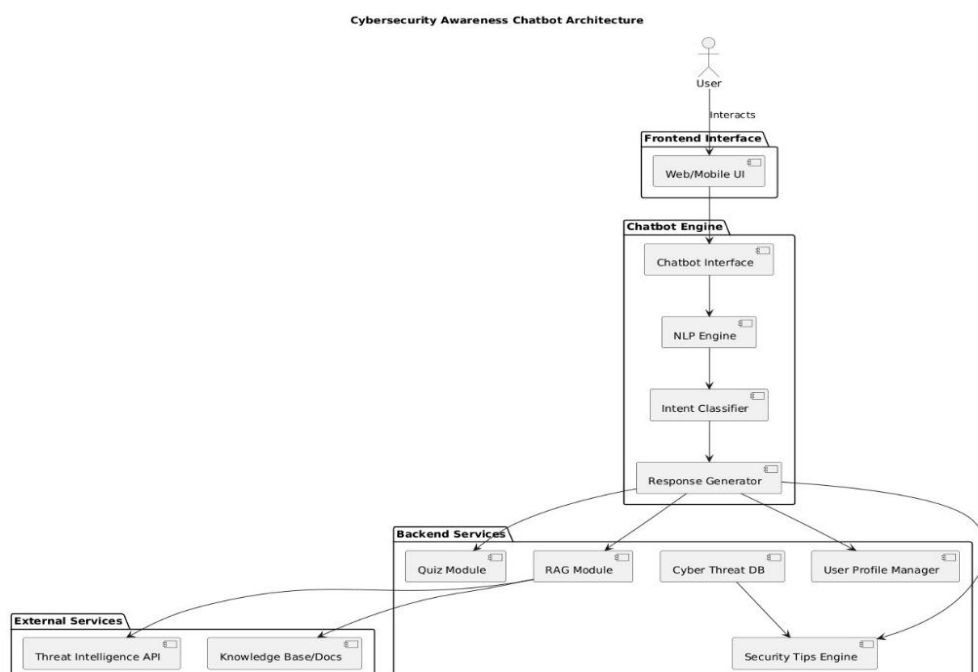 Cybersecurity Awareness Chatbot Architecture
User
Interacts
Frontend Interface
Web/Mobile UI
Chatbot Engine
Chatbot Interface
NLP Engine
Intent Classifier
Response Generator
Backend Services
Quiz Module
RAG Module
Cyber Threat DB
User Profile Manager
External Services
Threat Intelligence API
Knowledge Base/Docs
Security Tips Engine